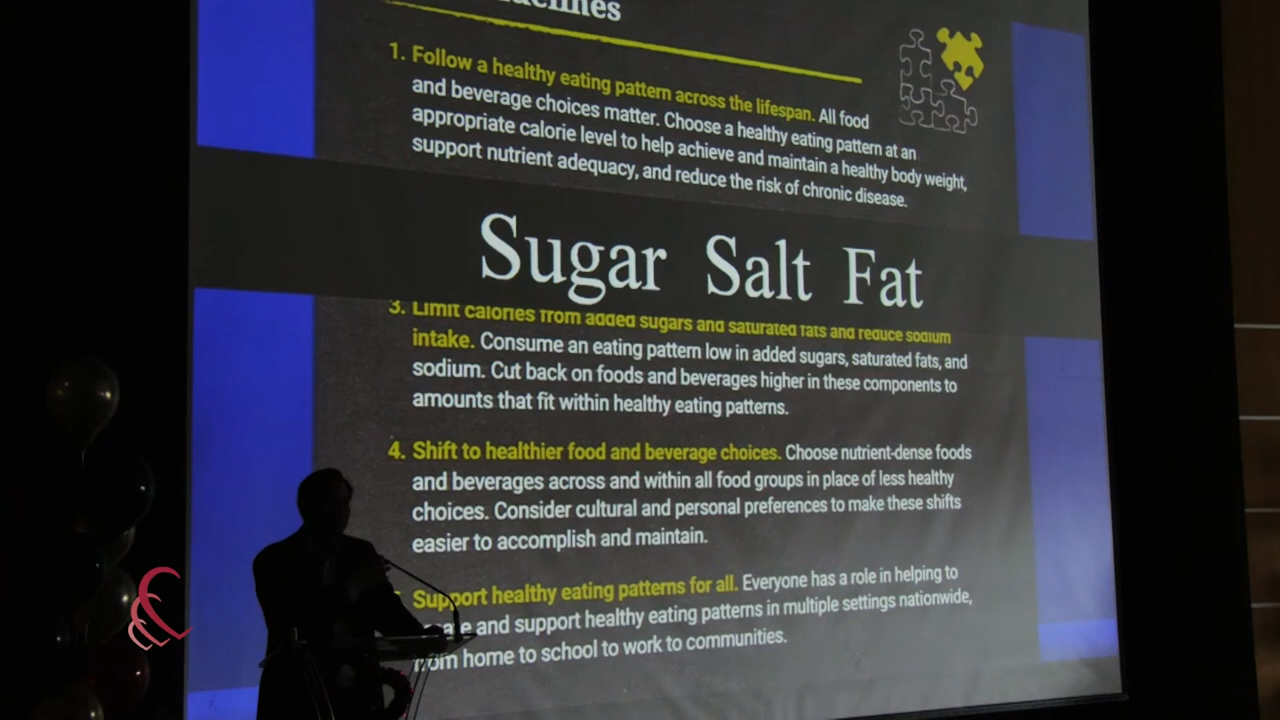 1. Follow a healthy eating pattern across the lifespan. All food
and beverage choices matter. Choose a healthy eating pattern at an
appropriate calorie level to help achieve and maintain a healthy body weight,
support nutrient adequacy, and reduce the risk of chronic disease.
Sugar Salt Fat
3. Limit calories from added sugars and saturated fats and reduce sodium
intake. Consume an eating pattern low in added sugars, saturated fats, and
sodium. Cut back on foods and beverages higher in these components to
amounts that fit within healthy eating patterns.
4. Shift to healthier food and beverage choices. Choose nutrient-dense foods
and beverages across and within all food groups in place of less healthy
choices. Consider cultural and personal preferences to make these shifts
easier to accomplish and maintain.
Support healthy eating patterns for all. Everyone has a role in helping to
and support healthy eating patterns in multiple settings nationwide,
from home to school to work to communities.